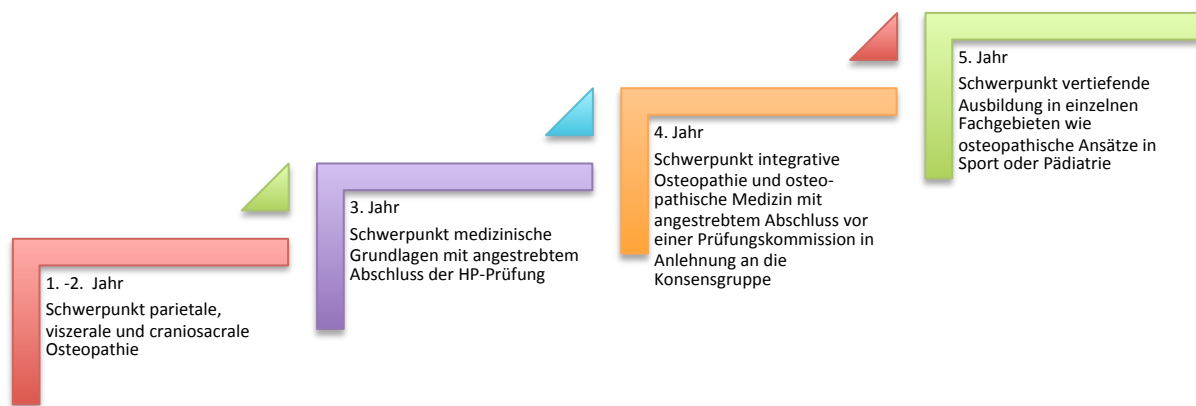 1. -2. Jahr
Schwerpunkt parietale,
viszerale und craniosacrale
Osteopathie
3. Jahr
Schwerpunkt medizinische
Grundlagen mit angestrebtem
Abschluss der HP-Prüfung
4. Jahr
Schwerpunkt integrative
Osteopathie und osteo-
pathische Medizin mit
angestrebtem Abschluss vor
einer Prüfungskommission in
Anlehnung an die
Konsensgruppe
5. Jahr
Schwerpunkt vertiefende
Ausbildung in einzelnen
Fachgebieten wie
osteopathische Ansätze in
Sport oder Pädiatrie